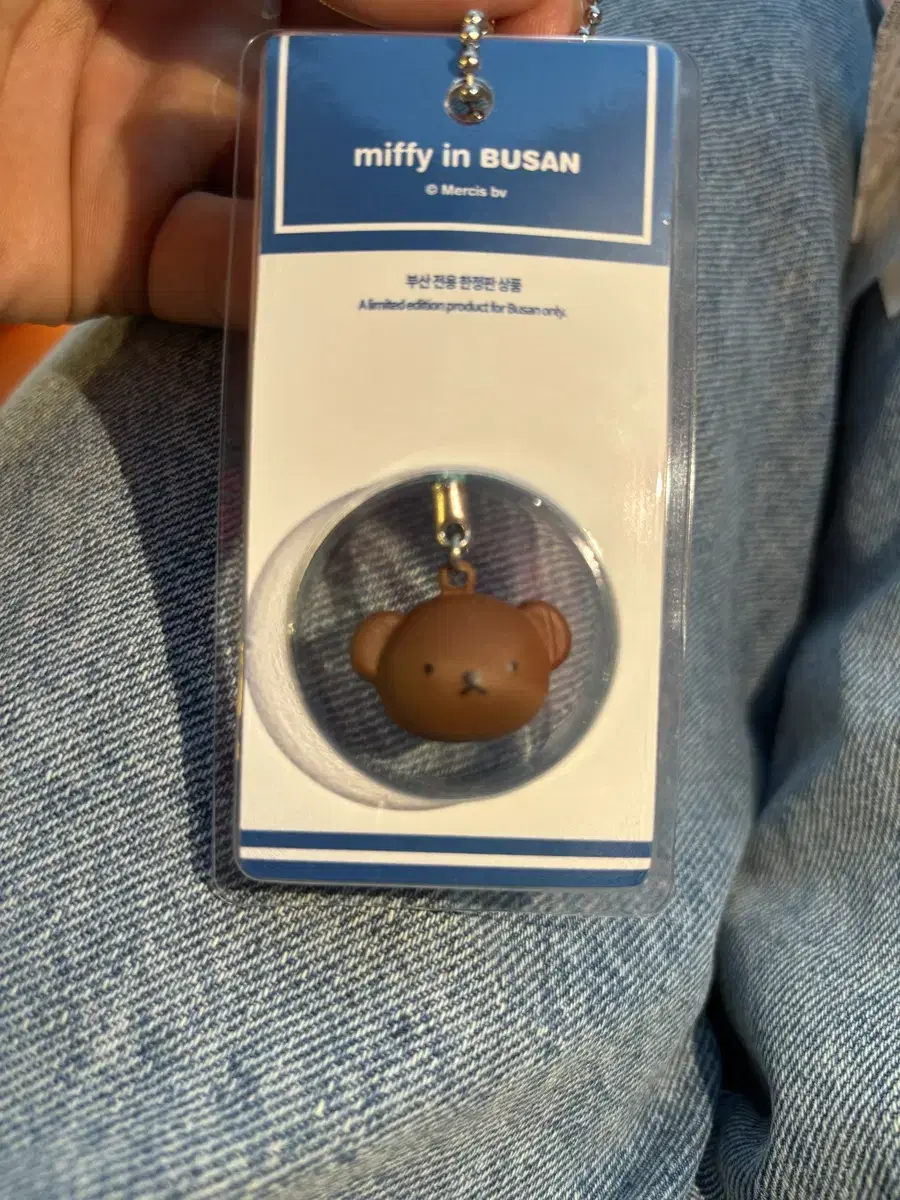 miffy in BUSAN
© Mercis bv
부산 전용 한정판 상품
A limited edition product for Busan only.